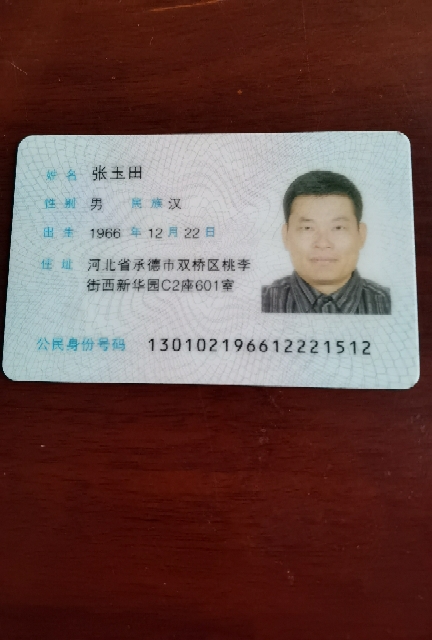 姓名 张玉田
性别 男 民族 汉
出生 1966 年 12 月 22 日
住址 河北省承德市双桥区桃李
街西新华园C2座601室
公民身份号码 130102196612221512